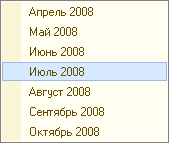 Апрель 2008
Май 2008
Июнь 2008
Июль 2008
Август 2008
Сентябрь 2008
Октябрь 2008